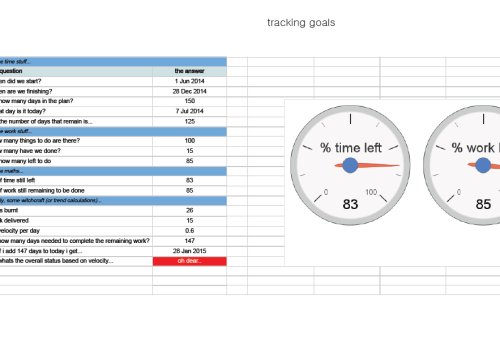 tracking goals
e time stuff...
question the answer
en did we start? 1 Jun 2014
en are we finishing? 28 Dec 2014
how many days in the plan? 150
at day is it today? 7 Jul 2014
the number of days that remain is... 125
e work stuff...
w many things to do are there? 100
w many have we done? 15
how many left to do 85
e maths...
f time still left 83
f work still remaining to be done 85
ly, some witchcraft (or trend calculations)...
s burnt 26
k delivered 15
velocity per day 0.6
how many days needed to complete the remaining work? 147
f i add 147 days to today i get... 28 Jan 2015
whats the overall status based on velocity... oh dear...
% time left
0 100
83
% work l
0
85